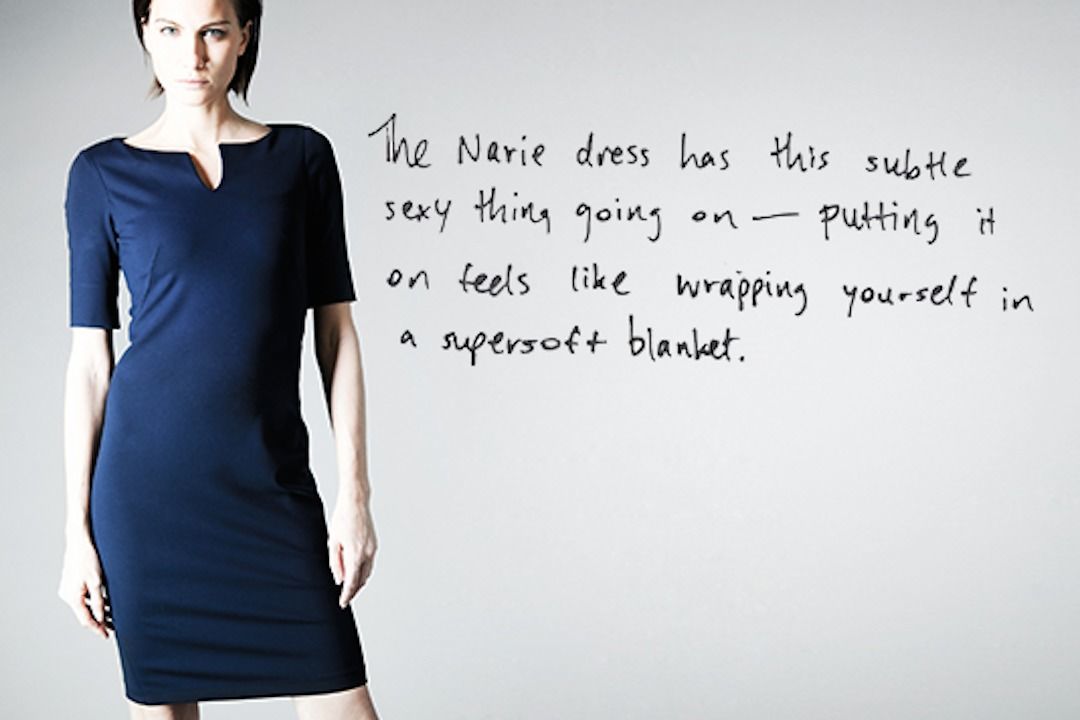 The Narie dress has this subtle
sexy thing going on — putting it
on feels like wrapping yourself in
a supersoft blanket.